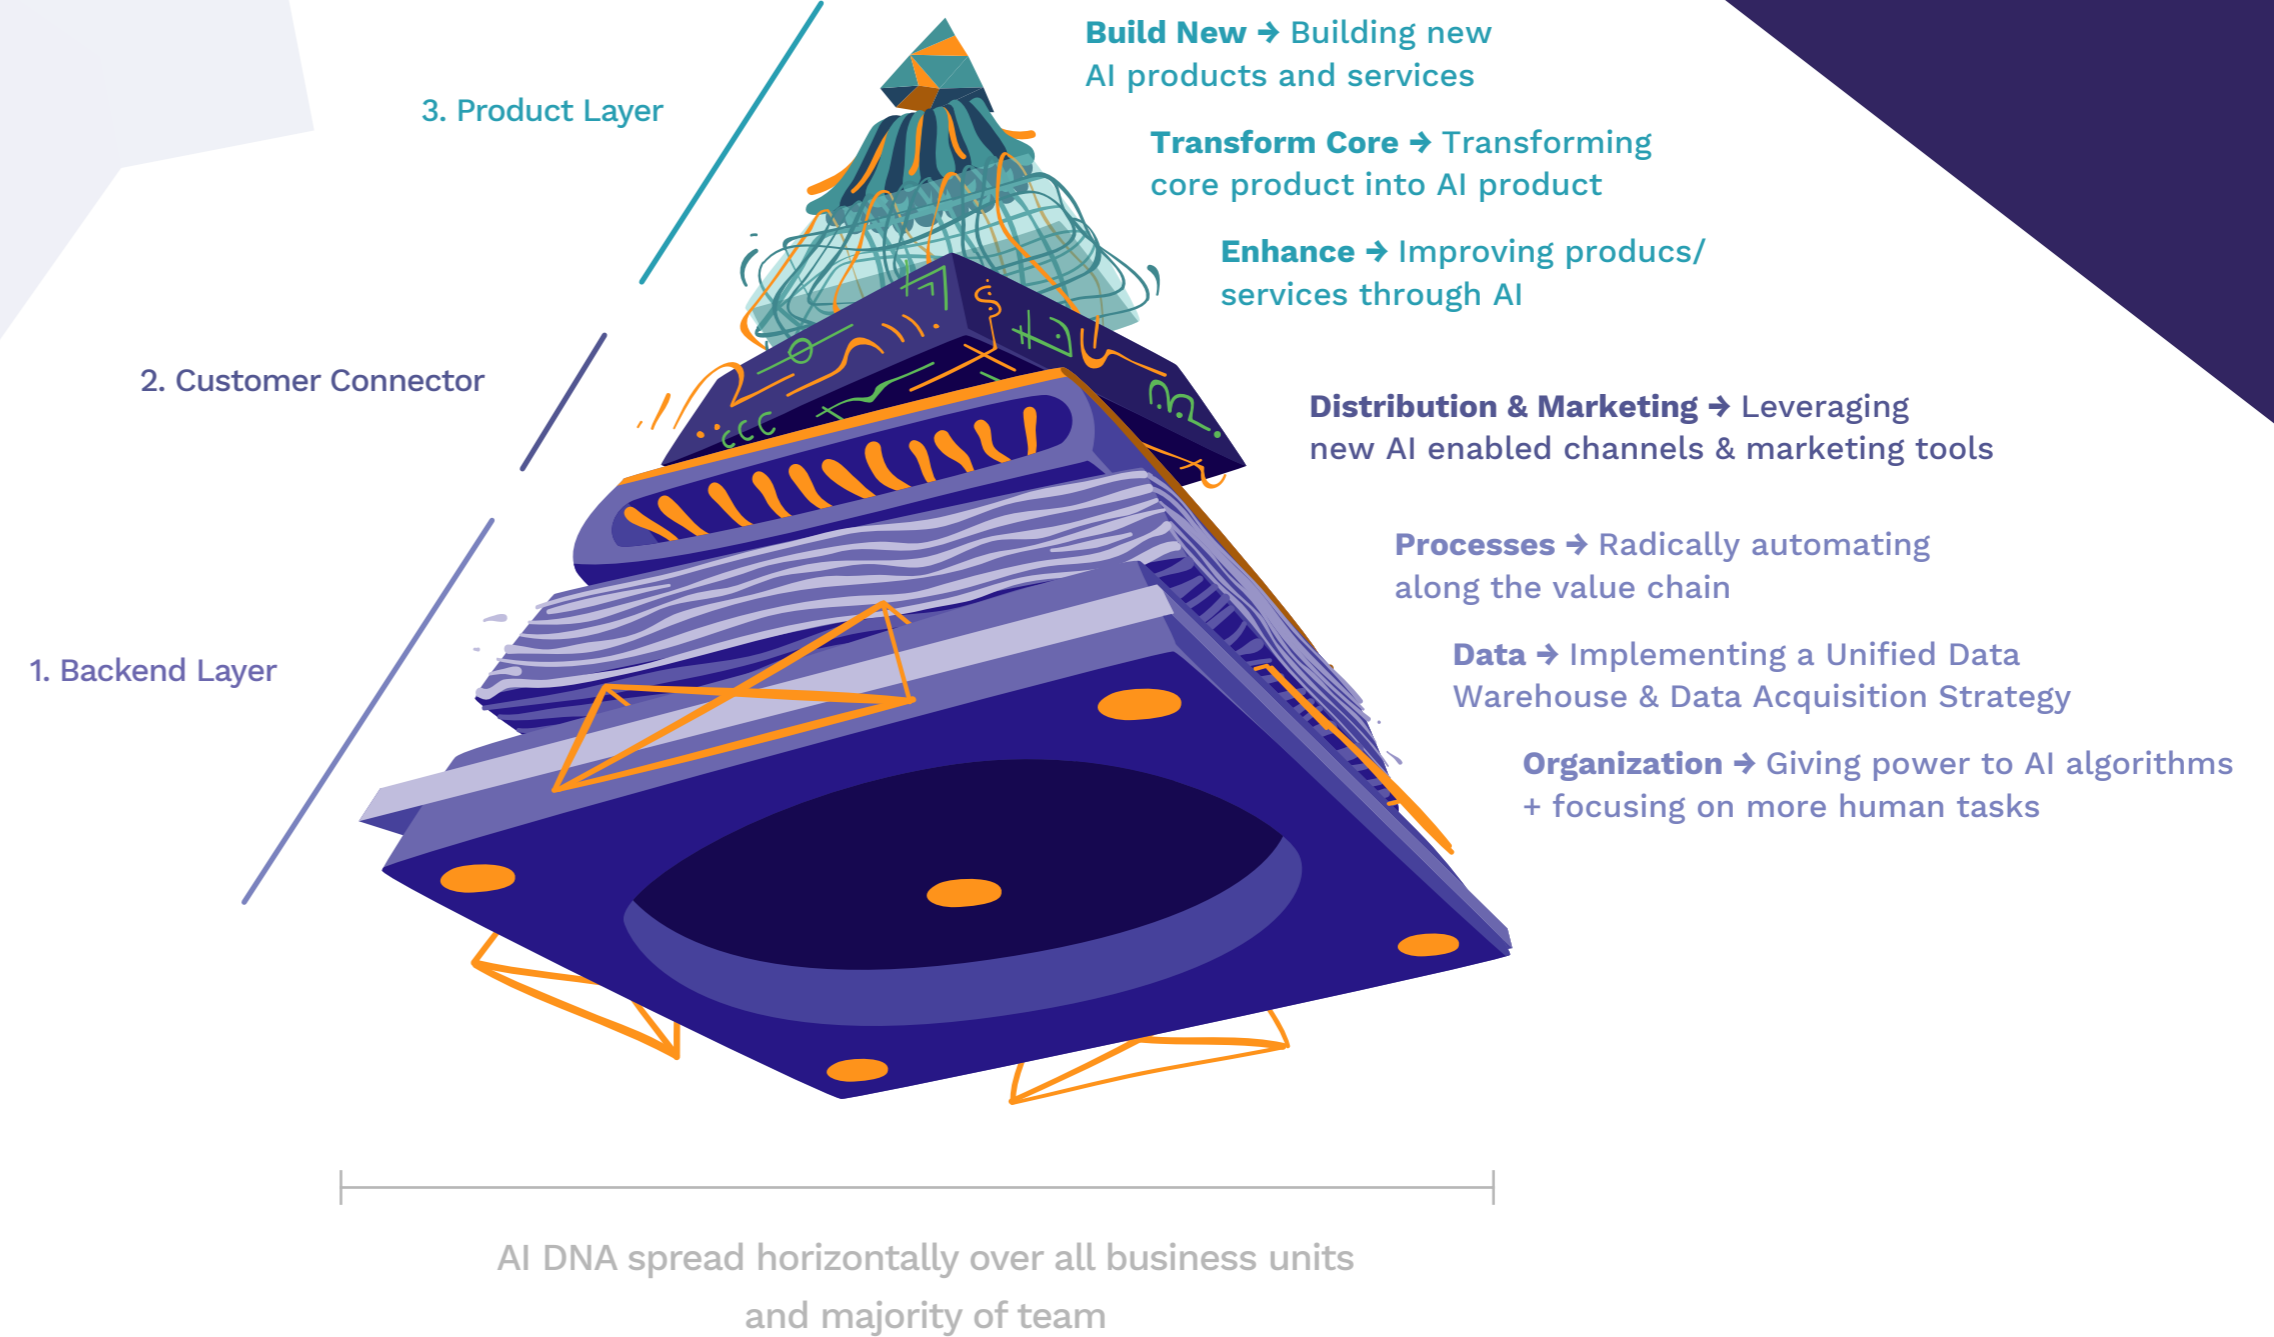 3. Product Layer
Build New → Building new
AI products and services
Transform Core → Transforming
core product into AI product
Enhance → Improving producs/
services through AI
2. Customer Connector
Distribution & Marketing → Leveraging
new AI enabled channels & marketing tools
1. Backend Layer
Processes → Radically automating
along the value chain
Data → Implementing a Unified Data
Warehouse & Data Acquisition Strategy
Organization → Giving power to AI algorithms
+ focusing on more human tasks
AI DNA spread horizontally over all business units
and majority of team